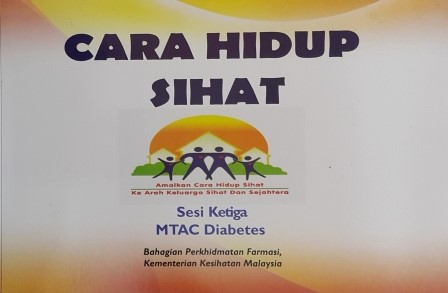 CARA HIDUP
SIHAT
Amalkan Cara Hidup Sihat
Ke Arah Keluarga Sihat Dan Sejahtera
Sesi Ketiga
MTAC Diabetes
Bahagian Perkhidmatan Farmasi,
Kementerian Kesihatan Malaysia